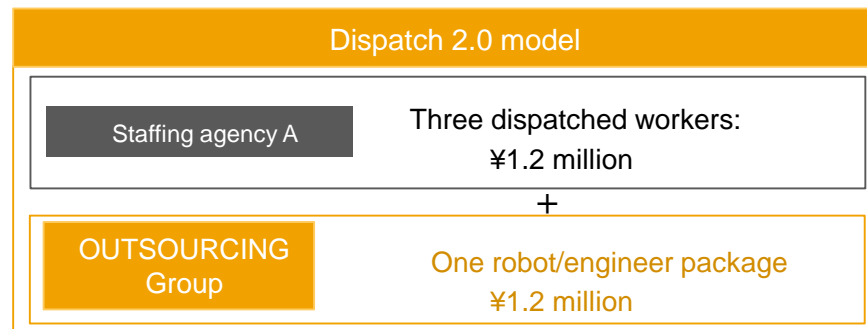 Dispatch 2.0 model
Staffing agency A
Three dispatched workers:
¥1.2 million
+
OUTSOURCING
Group
One robot/engineer package
¥1.2 million